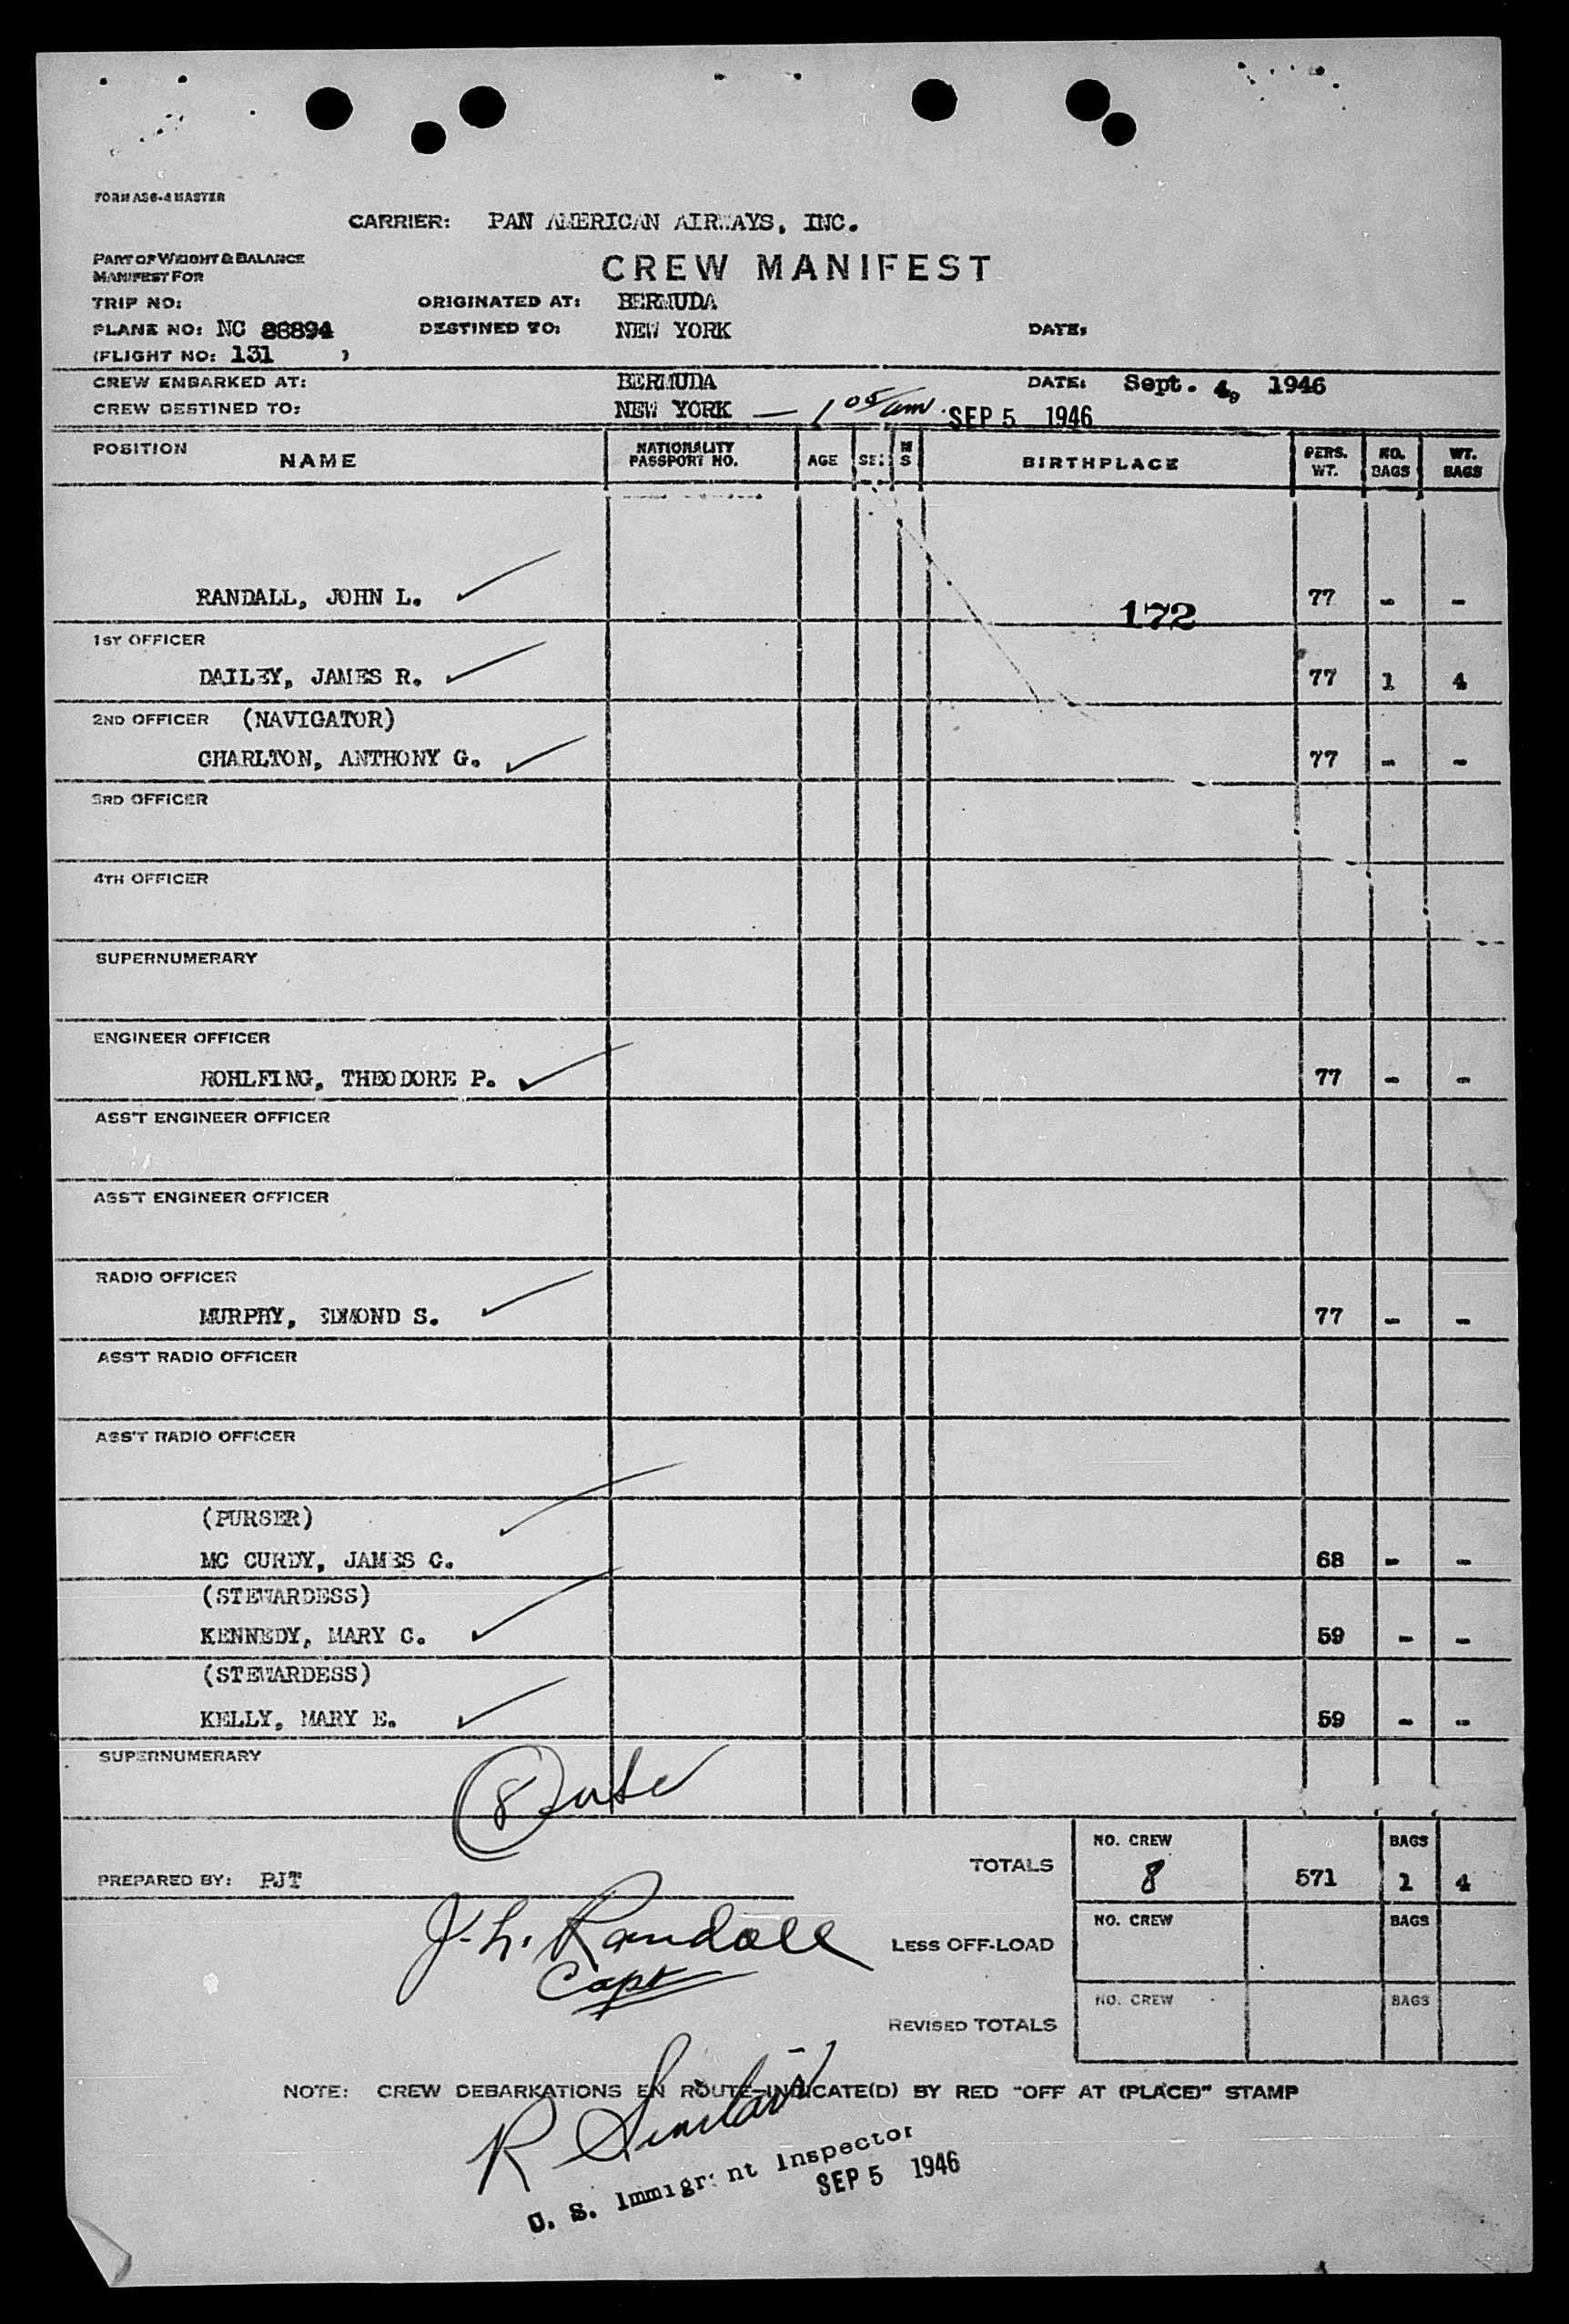 FORM AS6-4 MASTER
CARRIER: PAN AMERICAN AIRWAYS, INC.
PART OF WEIGHT & BALANCE
MANIFEST FOR
CREW MANIFEST
TRIP NO: ORIGINATED AT: BERMUDA
PLANE NO: NC 88894 DESTINED TO: NEW YORK DATE:
(FLIGHT NO: 131 )
CREW EMBARKED AT: BERMUDA DATE: Sept. 4, 1946
CREW DESTINED TO: NEW YORK — 1 05 am. SEP 5 1946
POSITION NAME NATIONALITY PASSPORT NO. AGE SEX M S BIRTHPLACE PERS. WT. NO. BAGS WT. BAGS
RANDALL, JOHN L. ✓ 172 77 - -
1ST OFFICER
DAILEY, JAMES R. ✓ 77 1 4
2ND OFFICER (NAVIGATOR)
CHARLTON, ANTHONY G. ✓ 77 - -
3RD OFFICER
4TH OFFICER
SUPERNUMERARY
ENGINEER OFFICER
ROHLFING, THEODORE P. ✓ 77 - -
ASS'T ENGINEER OFFICER
ASS'T ENGINEER OFFICER
RADIO OFFICER
MURPHY, EDMOND S. ✓ 77 - -
ASS'T RADIO OFFICER
ASS'T RADIO OFFICER
(PURSER) ✓
MC CURDY, JAMES C. 68 - -
(STEWARDESS)
KENNEDY, MARY C. ✓ 59 - -
(STEWARDESS)
KELLY, MARY E. ✓ 59 - -
SUPERNUMERARY
8
NO. CREW BAGS
PREPARED BY: PJT TOTALS 8 571 1 4
J. L. Randall
NO. CREW BAGS
LESS OFF-LOAD
Capt
NO. CREW BAGS
REVISED TOTALS
NOTE: CREW DEBARKATIONS EN ROUTE-INDICATE(D) BY RED "OFF AT (PLACE)" STAMP
R Sinclair
U. S. Immigrant Inspector
SEP 5 1946